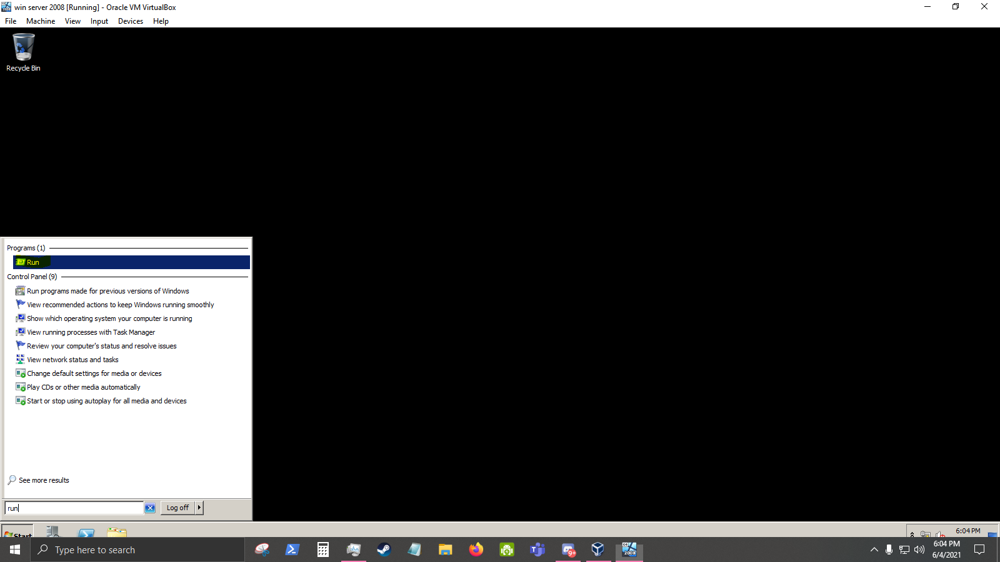 win server 2008 [Running] - Oracle VM VirtualBox
File Machine View Input Devices Help
Recycle Bin
Programs (1)
Run
Control Panel (9)
Run programs made for previous versions of Windows
View recommended actions to keep Windows running smoothly
Show which operating system your computer is running
View running processes with Task Manager
Review your computer's status and resolve issues
View network status and tasks
Change default settings for media or devices
Play CDs or other media automatically
Start or stop using autoplay for all media and devices
See more results
run
Log off
Start
6:04 PM
Type here to search
9+
64
2008
6:04 PM
6/4/2021